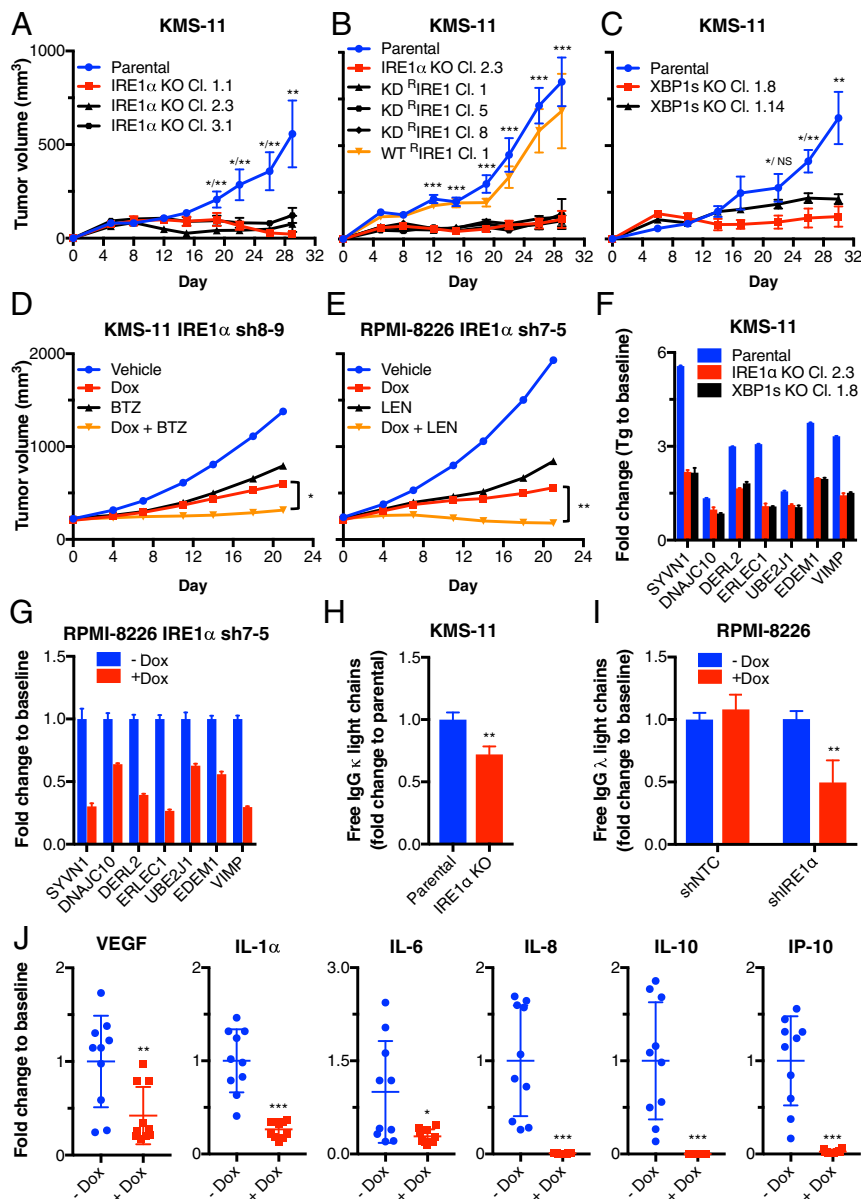 A
KMS-11
Tumor volume (mm³)
1000
500
0
Parental
IRE1α KO Cl. 1.1
IRE1α KO Cl. 2.3
IRE1α KO Cl. 3.1
*/**
*/**
*/**
**
0 4 8 12 16 20 24 28 32
Day
B
KMS-11
Parental
IRE1α KO Cl. 2.3
KD ᴿIRE1 Cl. 1
KD ᴿIRE1 Cl. 5
KD ᴿIRE1 Cl. 8
WT ᴿIRE1 Cl. 1
***
***
***
***
***
***
0 4 8 12 16 20 24 28 32
Day
C
KMS-11
Parental
XBP1s KO Cl. 1.8
XBP1s KO Cl. 1.14
*/ NS
*/**
**
0 4 8 12 16 20 24 28 32
Day
D
KMS-11 IRE1α sh8-9
Tumor volume (mm³)
2000
1000
0
Vehicle
Dox
BTZ
Dox + BTZ
*
0 4 8 12 16 20 24
Day
E
RPMI-8226 IRE1α sh7-5
Vehicle
Dox
LEN
Dox + LEN
**
0 4 8 12 16 20 24
Day
F
KMS-11
Fold change (Tg to baseline)
6
3
0
Parental
IRE1α KO Cl. 2.3
XBP1s KO Cl. 1.8
SYVN1
DNAJC10
DERL2
ERLEC1
UBE2J1
EDEM1
VIMP
G
RPMI-8226 IRE1α sh7-5
Fold change to baseline
1.5
1.0
0.5
0.0
- Dox
+Dox
SYVN1
DNAJC10
DERL2
ERLEC1
UBE2J1
EDEM1
VIMP
H
KMS-11
Free IgG κ light chains
(fold change to parental)
1.5
1.0
0.5
0.0
**
Parental
IRE1α KO
I
RPMI-8226
Free IgG λ light chains
(fold change to baseline)
1.5
1.0
0.5
0.0
- Dox
+Dox
**
shNTC
shIRE1α
J
Fold change to baseline
VEGF
2
1
0
**
- Dox
+ Dox
IL-1α
2
1
0
***
- Dox
+ Dox
IL-6
3.0
1.5
0.0
*
- Dox
+ Dox
IL-8
2
1
0
***
- Dox
+ Dox
IL-10
2
1
0
***
- Dox
+ Dox
IP-10
2
1
0
***
- Dox
+ Dox